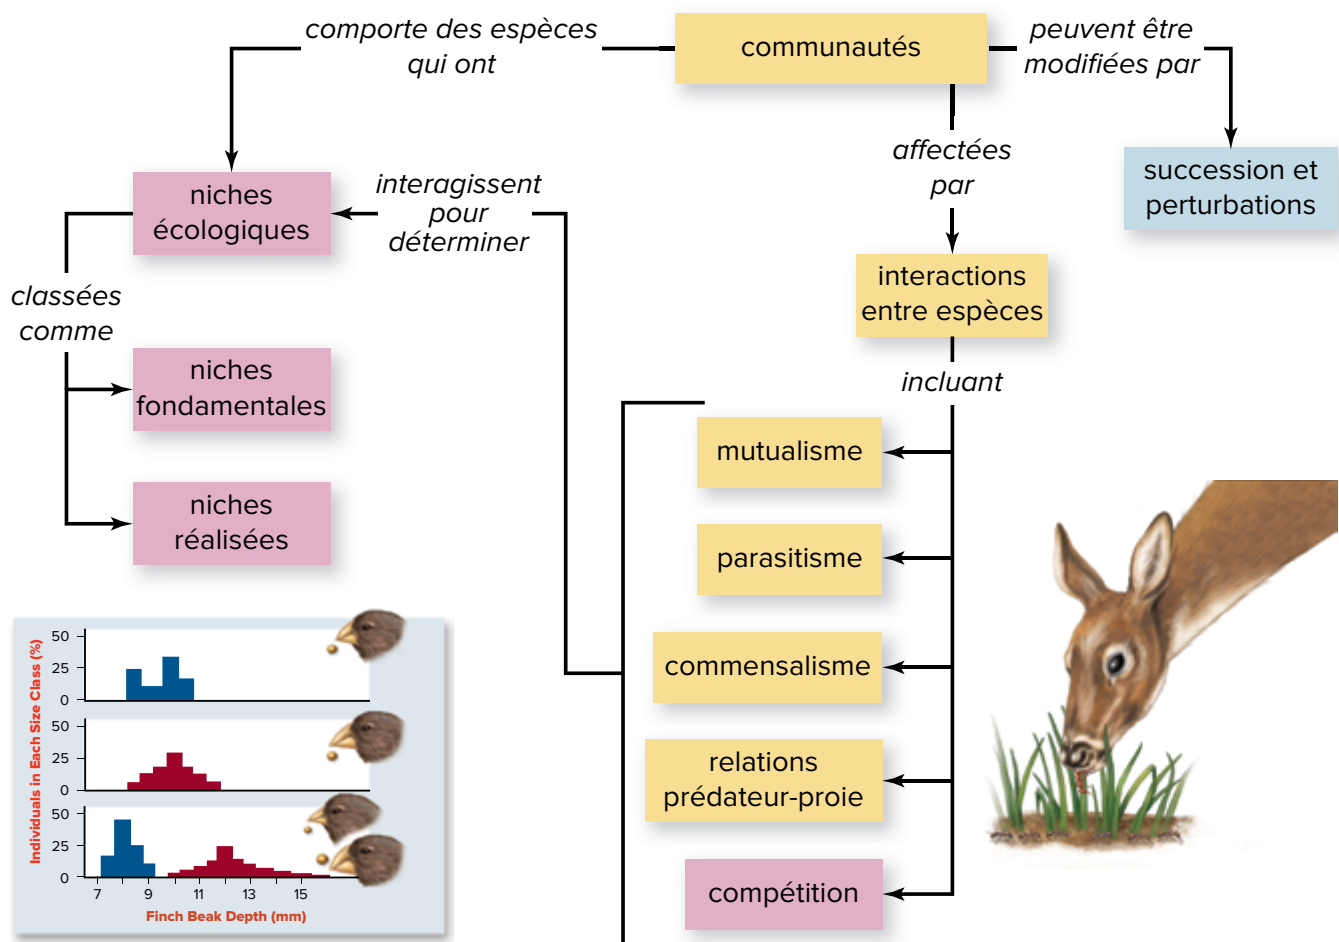 comporte des espèces
qui ont
communautés
peuvent être
modifiées par
affectées
par
succession et
perturbations
niches
écologiques
interagissent
pour
déterminer
interactions
entre espèces
classées
comme
niches
fondamentales
niches
réalisées
incluant
mutualisme
parasitisme
commensalisme
relations
prédateur-proie
compétition
Individuals in Each Size Class (%)
50
25
0
50
25
0
50
25
0
7 9 11 13 15
Finch Beak Depth (mm)